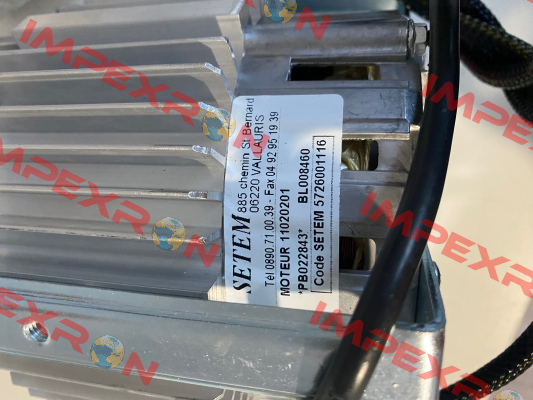 SETEM
885 chemin St Bernard
06220 VALLAURIS
Tél 0890.71.00.39 - Fax 04 92 95 19 39
MOTEUR 11020201 BL008460
*PB022843*
Code SETEM 5726001116
IMPEXRON
IMPEXRON
IMPEXRON
IMPEXRON
IMPEXRON